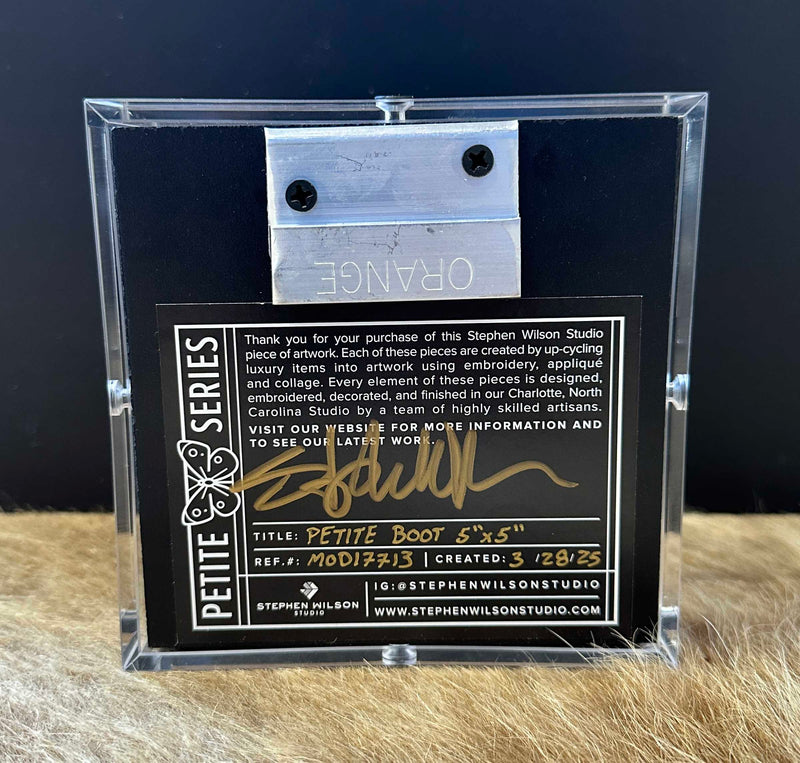 ORANGE
PETITE SERIES
Thank you for your purchase of this Stephen Wilson Studio
piece of artwork. Each of these pieces are created by up-cycling
luxury items into artwork using embroidery, appliqué
and collage. Every element of these pieces is designed,
embroidered, decorated, and finished in our Charlotte, North
Carolina Studio by a team of highly skilled artisans.
VISIT OUR WEBSITE FOR MORE INFORMATION AND
TO SEE OUR LATEST WORK.
TITLE: PETITE BOOT 5"x5"
REF.#: MOD17713 | CREATED: 3/28/25
STEPHEN WILSON
STUDIO
IG:@STEPHENWILSONSTUDIO
WWW.STEPHENWILSONSTUDIO.COM